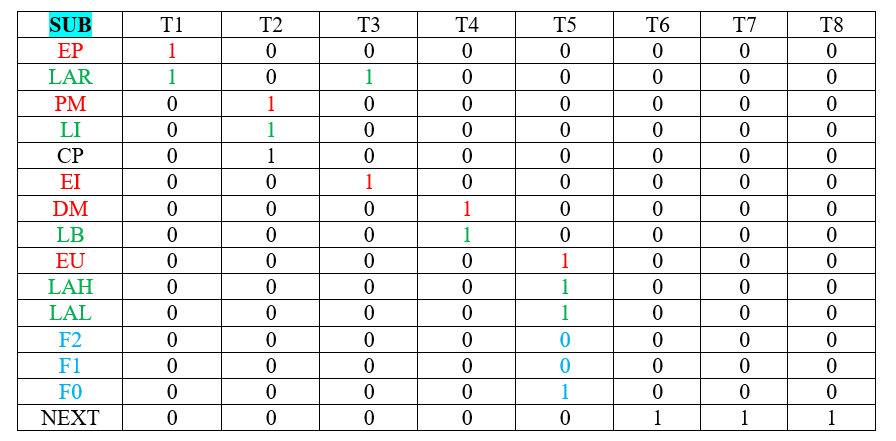 SUB T1 T2 T3 T4 T5 T6 T7 T8
EP 1 0 0 0 0 0 0 0
LAR 1 0 1 0 0 0 0 0
PM 0 1 0 0 0 0 0 0
LI 0 1 0 0 0 0 0 0
CP 0 1 0 0 0 0 0 0
EI 0 0 1 0 0 0 0 0
DM 0 0 0 1 0 0 0 0
LB 0 0 0 1 0 0 0 0
EU 0 0 0 0 1 0 0 0
LAH 0 0 0 0 1 0 0 0
LAL 0 0 0 0 1 0 0 0
F2 0 0 0 0 0 0 0 0
F1 0 0 0 0 0 0 0 0
F0 0 0 0 0 1 0 0 0
NEXT 0 0 0 0 0 1 1 1